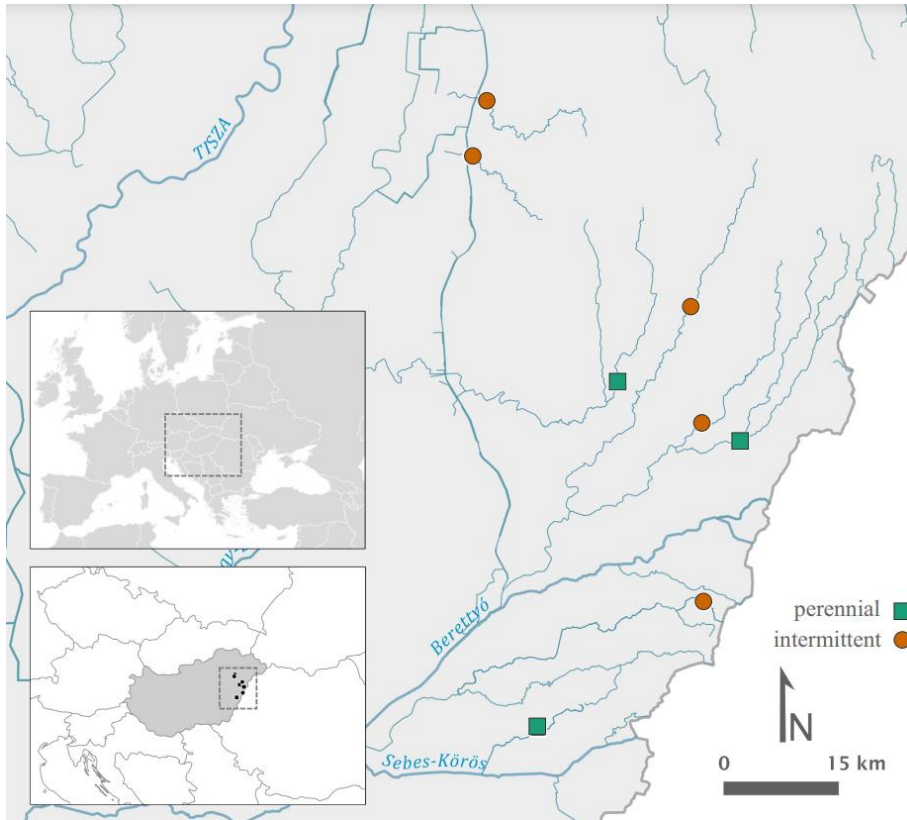 TISZA
Berettyó
perennial
intermittent
Sebes-Körös
N
0 15 km